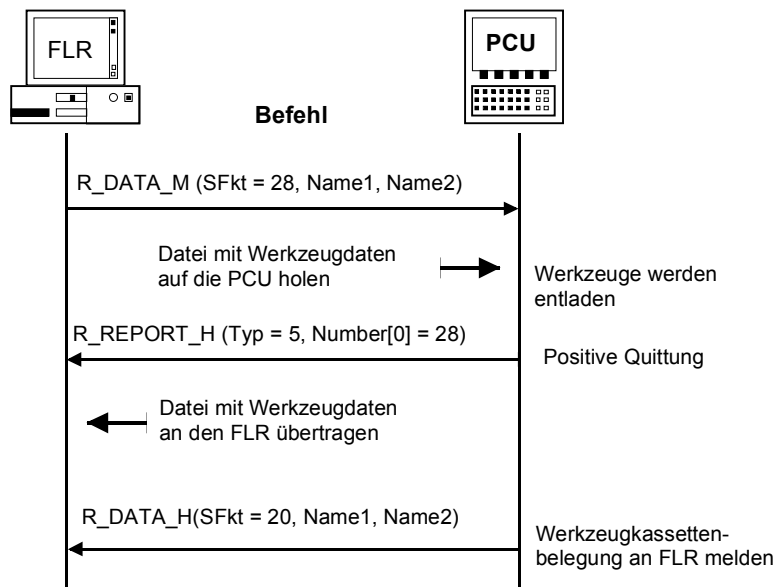 FLR
PCU
Befehl
R_DATA_M (SFkt = 28, Name1, Name2)
Datei mit Werkzeugdaten
auf die PCU holen
Werkzeuge werden
entladen
R_REPORT_H (Typ = 5, Number[0] = 28)
Positive Quittung
Datei mit Werkzeugdaten
an den FLR übertragen
R_DATA_H(SFkt = 20, Name1, Name2)
Werkzeugkassetten-
belegung an FLR melden